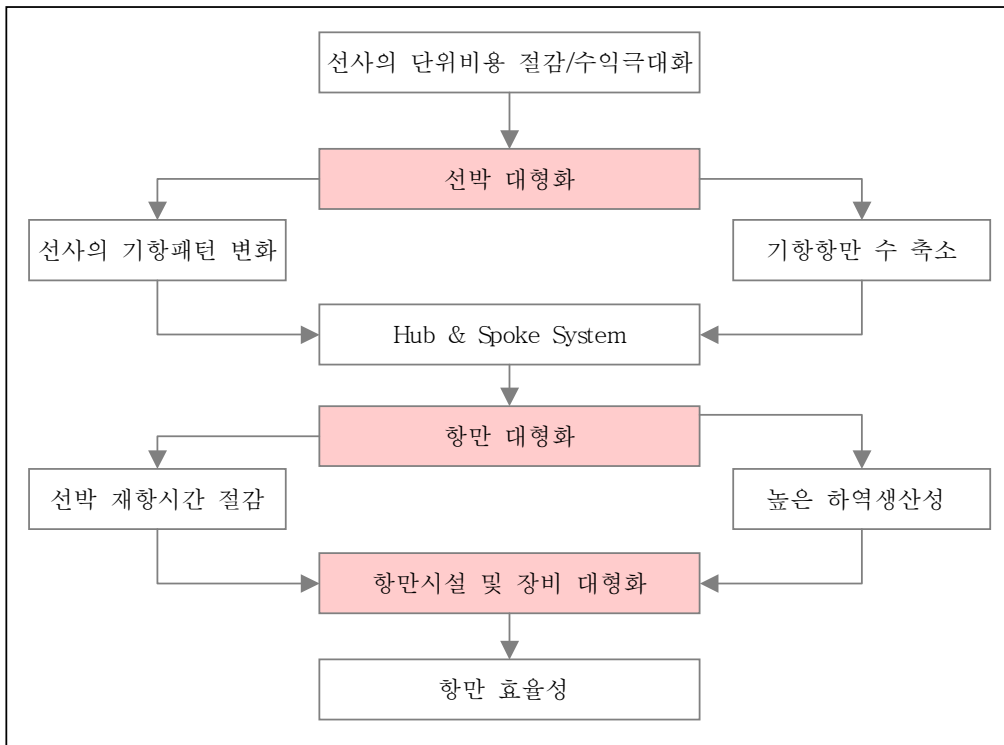 선사의 단위비용 절감/수익극대화
선박 대형화
선사의 기항패턴 변화
기항항만 수 축소
Hub & Spoke System
항만 대형화
선박 재항시간 절감
높은 하역생산성
항만시설 및 장비 대형화
항만 효율성